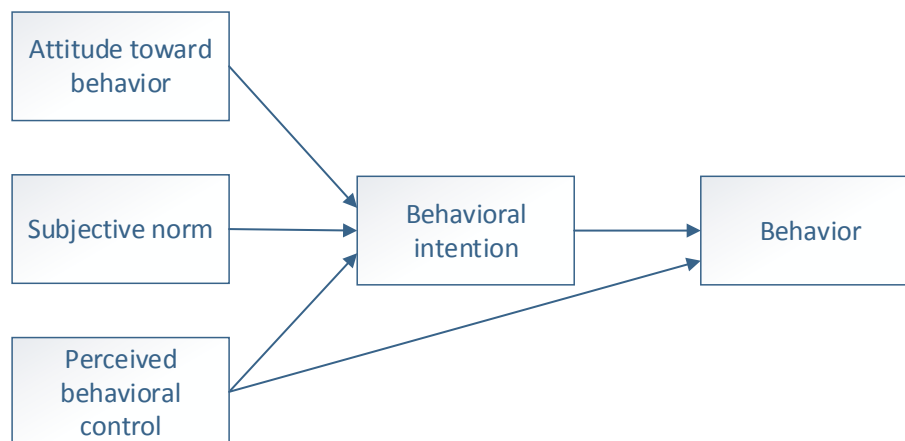 Attitude toward
behavior
Subjective norm
Perceived
behavioral
control
Behavioral
intention
Behavior